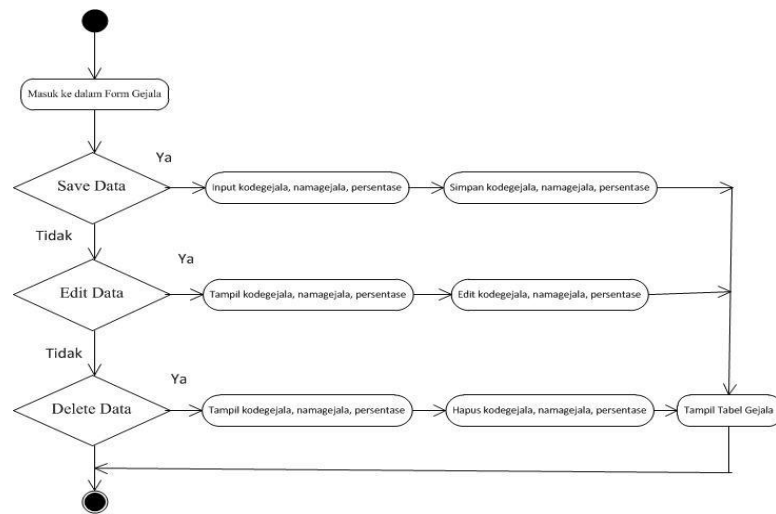 Masuk ke dalam Form Gejala
Ya
Save Data
Input kodegejala, namagejala, persentase
Simpan kodegejala, namagejala, persentase
Tidak
Ya
Edit Data
Tampil kodegejala, namagejala, persentase
Edit kodegejala, namagejala, persentase
Tidak
Ya
Delete Data
Tampil kodegejala, namagejala, persentase
Hapus kodegejala, namagejala, persentase
Tampil Tabel Gejala